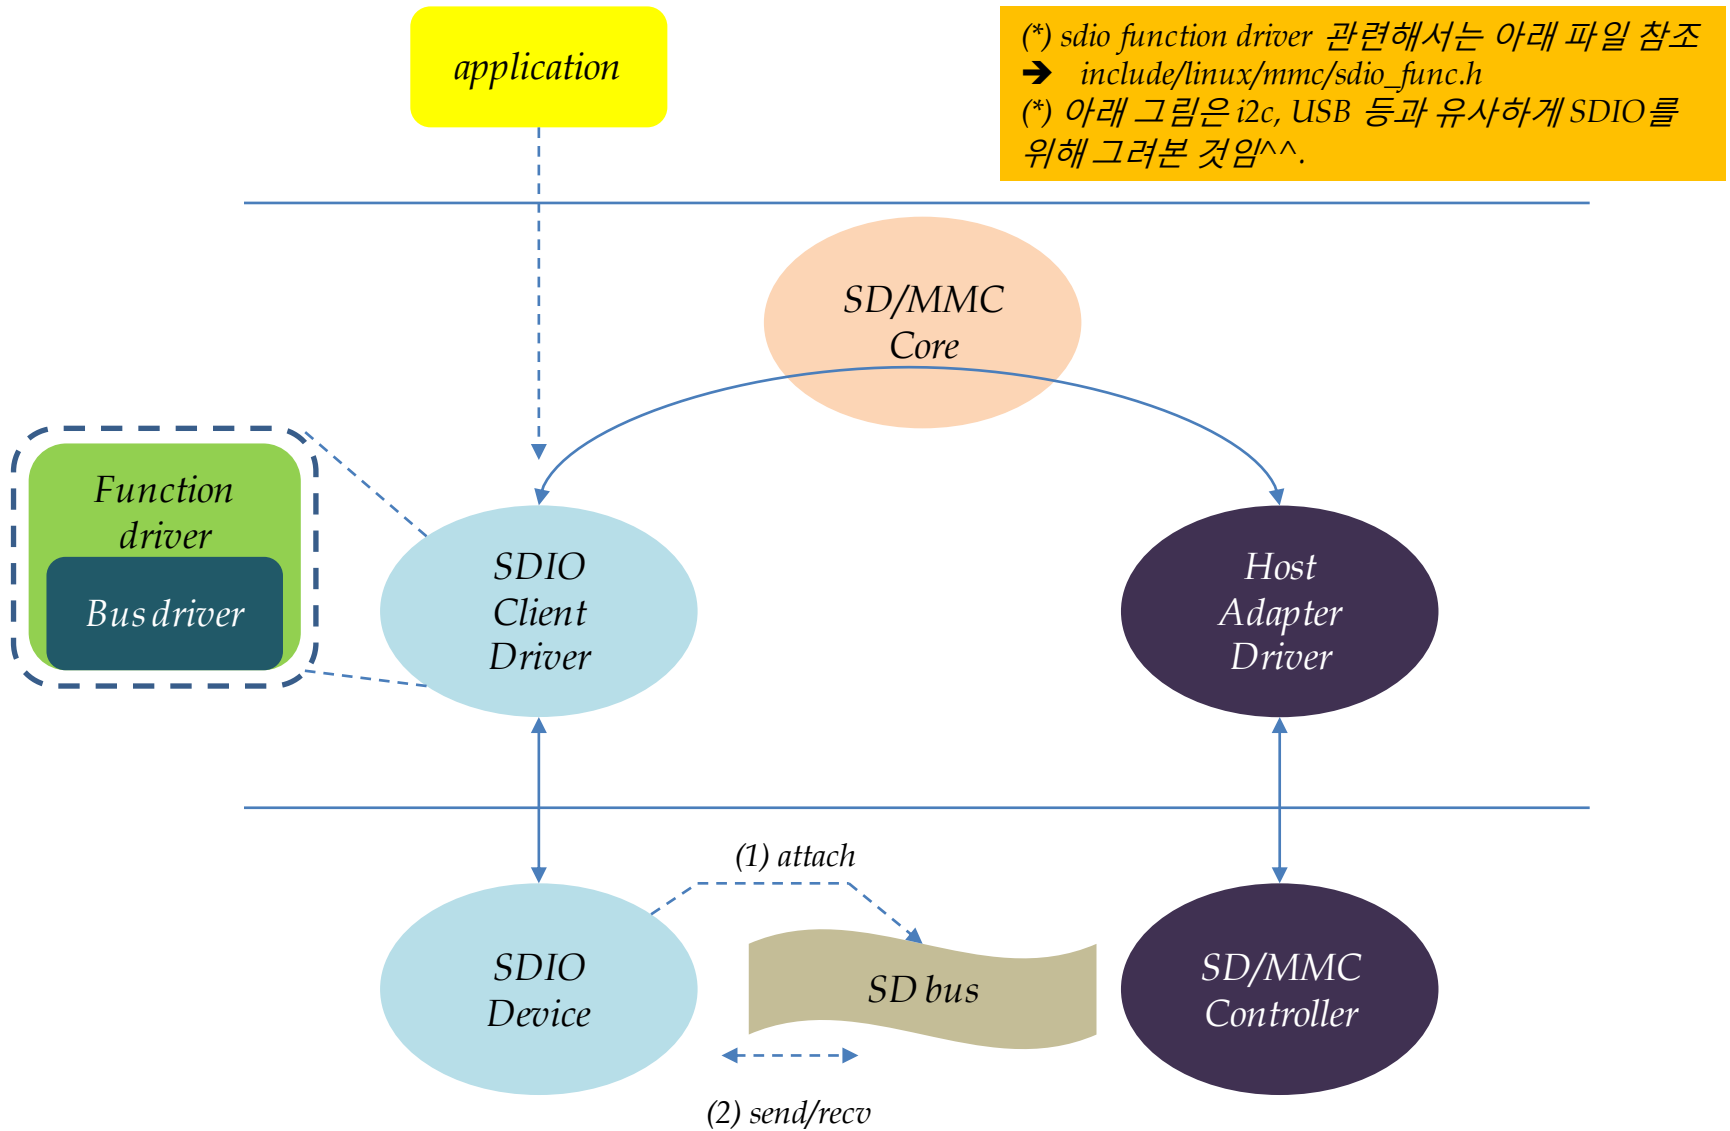 application
(*) sdio function driver 관련해서는 아래 파일 참조
➔ include/linux/mmc/sdio_func.h
(*) 아래 그림은 i2c, USB 등과 유사하게 SDIO를
위해 그려본 것임^^.
SD/MMC
Core
Function
driver
Bus driver
SDIO
Client
Driver
Host
Adapter
Driver
(1) attach
SDIO
Device
SD bus
SD/MMC
Controller
(2) send/recv